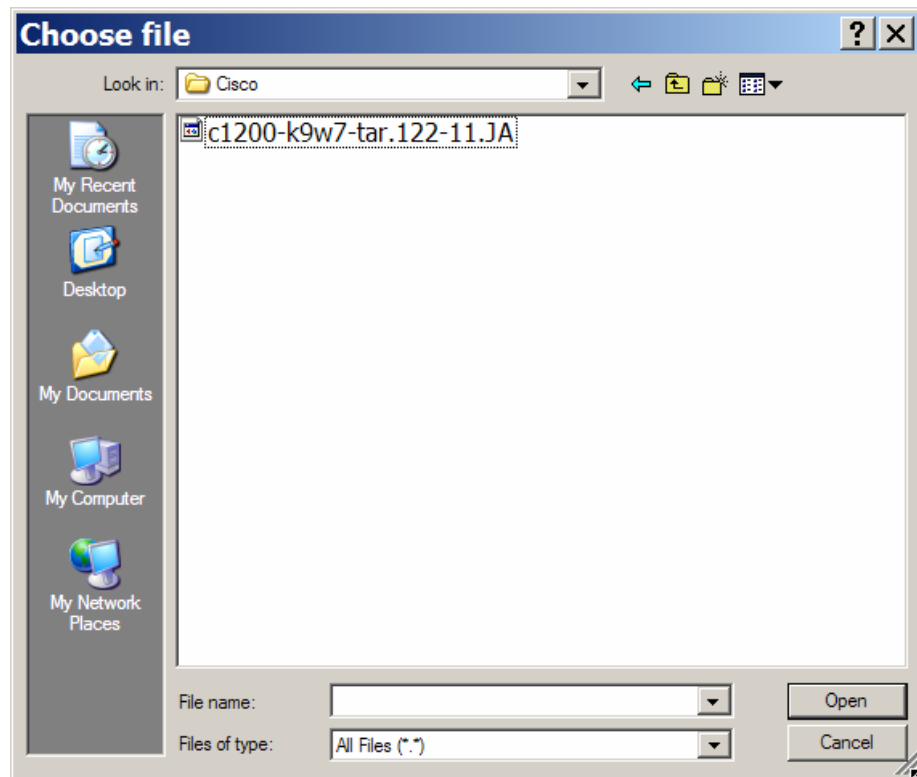 Choose file
Look in: Cisco
c1200-k9w7-tar.122-11.JA
My Recent
Documents
Desktop
My Documents
My Computer
My Network
Places
File name:
Open
Files of type: All Files (*.*)
Cancel